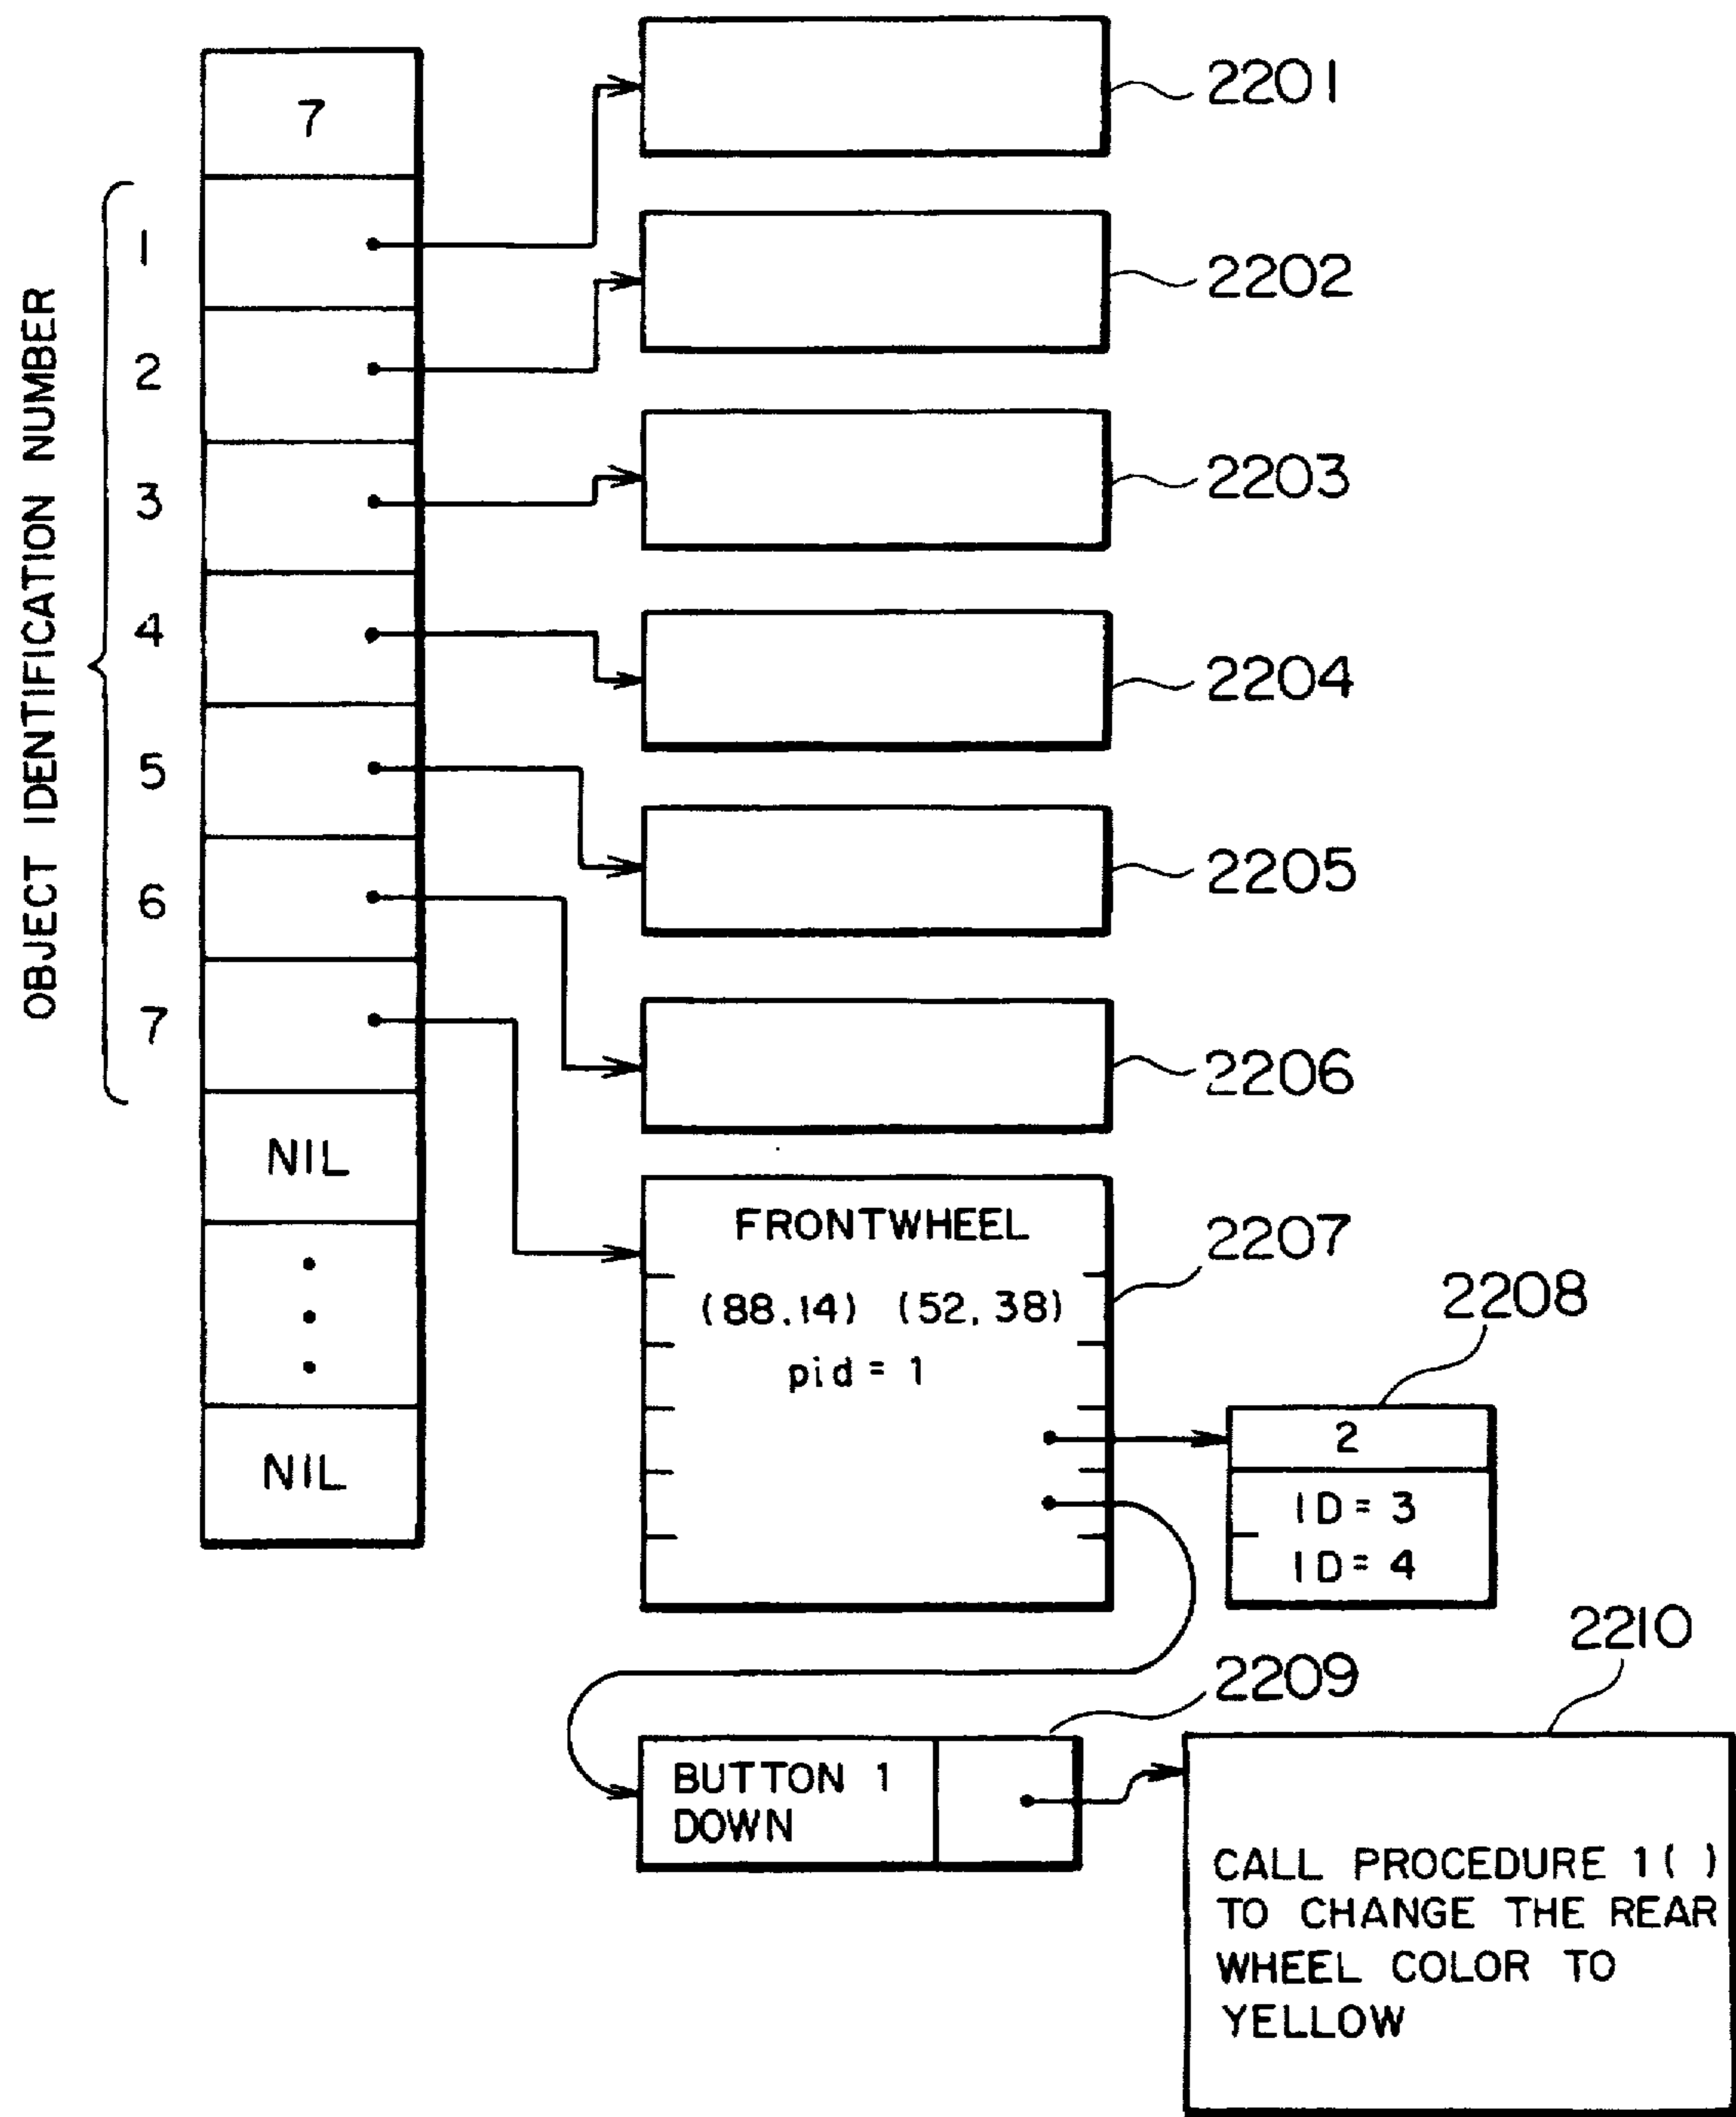 OBJECT IDENTIFICATION NUMBER
7
1
2
3
4
5
6
7
NIL
NIL
2201
2202
2203
2204
2205
2206
2207
FRONTWHEEL
(88.14) (52, 38)
pid = 1
2208
2
ID = 3
ID = 4
2209
BUTTON 1
DOWN
2210
CALL PROCEDURE 1( )
TO CHANGE THE REAR
WHEEL COLOR TO
YELLOW